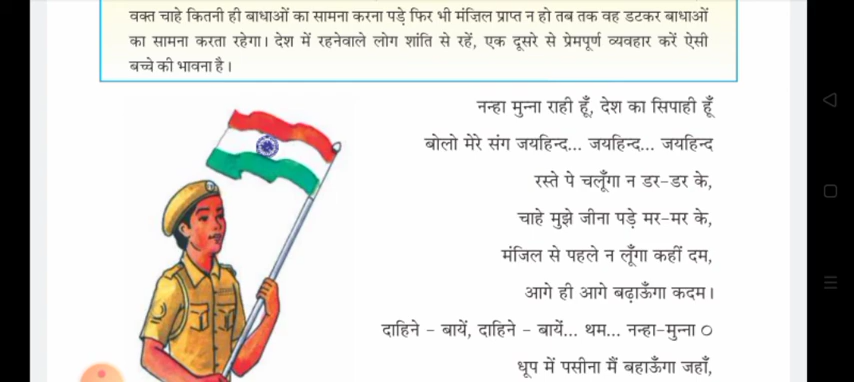 वक्त चाहे कितनी ही बाधाओं का सामना करना पड़े फिर भी मंज़िल प्राप्त न हो तब तक वह डटकर बाधाओं
का सामना करता रहेगा। देश में रहनेवाले लोग शांति से रहें, एक दूसरे से प्रेमपूर्ण व्यवहार करें ऐसी
बच्चे की भावना है।
नन्हा मुन्ना राही हूँ, देश का सिपाही हूँ
बोलो मेरे संग जयहिन्द... जयहिन्द... जयहिन्द
रस्ते पे चलूँगा न डर-डर के,
चाहे मुझे जीना पड़े मर-मर के,
मंजिल से पहले न लूँगा कहीं दम,
आगे ही आगे बढ़ाऊँगा कदम।
दाहिने - बायें, दाहिने - बायें... थम... नन्हा-मुन्ना ०
धूप में पसीना मैं बहाऊँगा जहाँ,